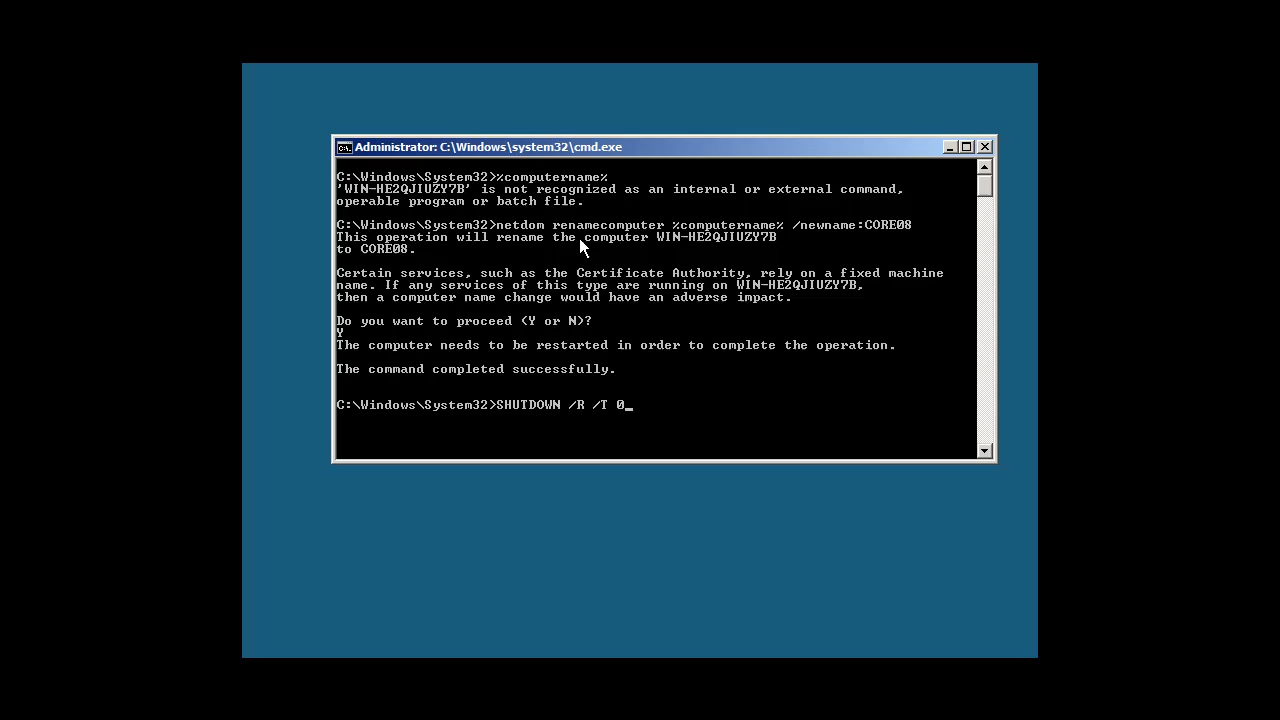 Administrator: C:\Windows\system32\cmd.exe
C:\Windows\System32>%computername%
'WIN-HE2QJIUZY7B' is not recognized as an internal or external command,
operable program or batch file.
C:\Windows\System32>netdom renamecomputer %computername% /newname:CORE08
This operation will rename the computer WIN-HE2QJIUZY7B
to CORE08.
Certain services, such as the Certificate Authority, rely on a fixed machine
name. If any services of this type are running on WIN-HE2QJIUZY7B,
then a computer name change would have an adverse impact.
Do you want to proceed (Y or N)?
Y
The computer needs to be restarted in order to complete the operation.
The command completed successfully.
C:\Windows\System32>SHUTDOWN /R /T 0_